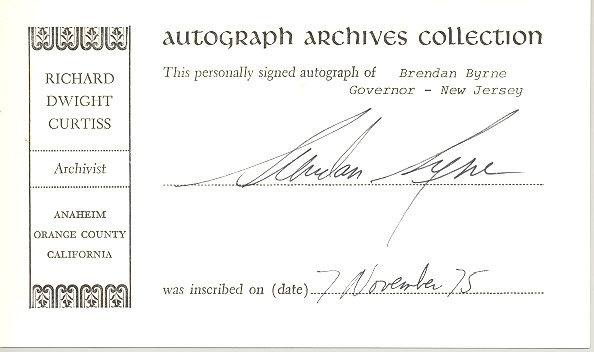 RICHARD
DWIGHT
CURTISS
Archivist
ANAHEIM
ORANGE COUNTY
CALIFORNIA
autograph archives collection
This personally signed autograph of Brendan Byrne
Governor - New Jersey
Brendan Byrne
was inscribed on (date) 7 November 75